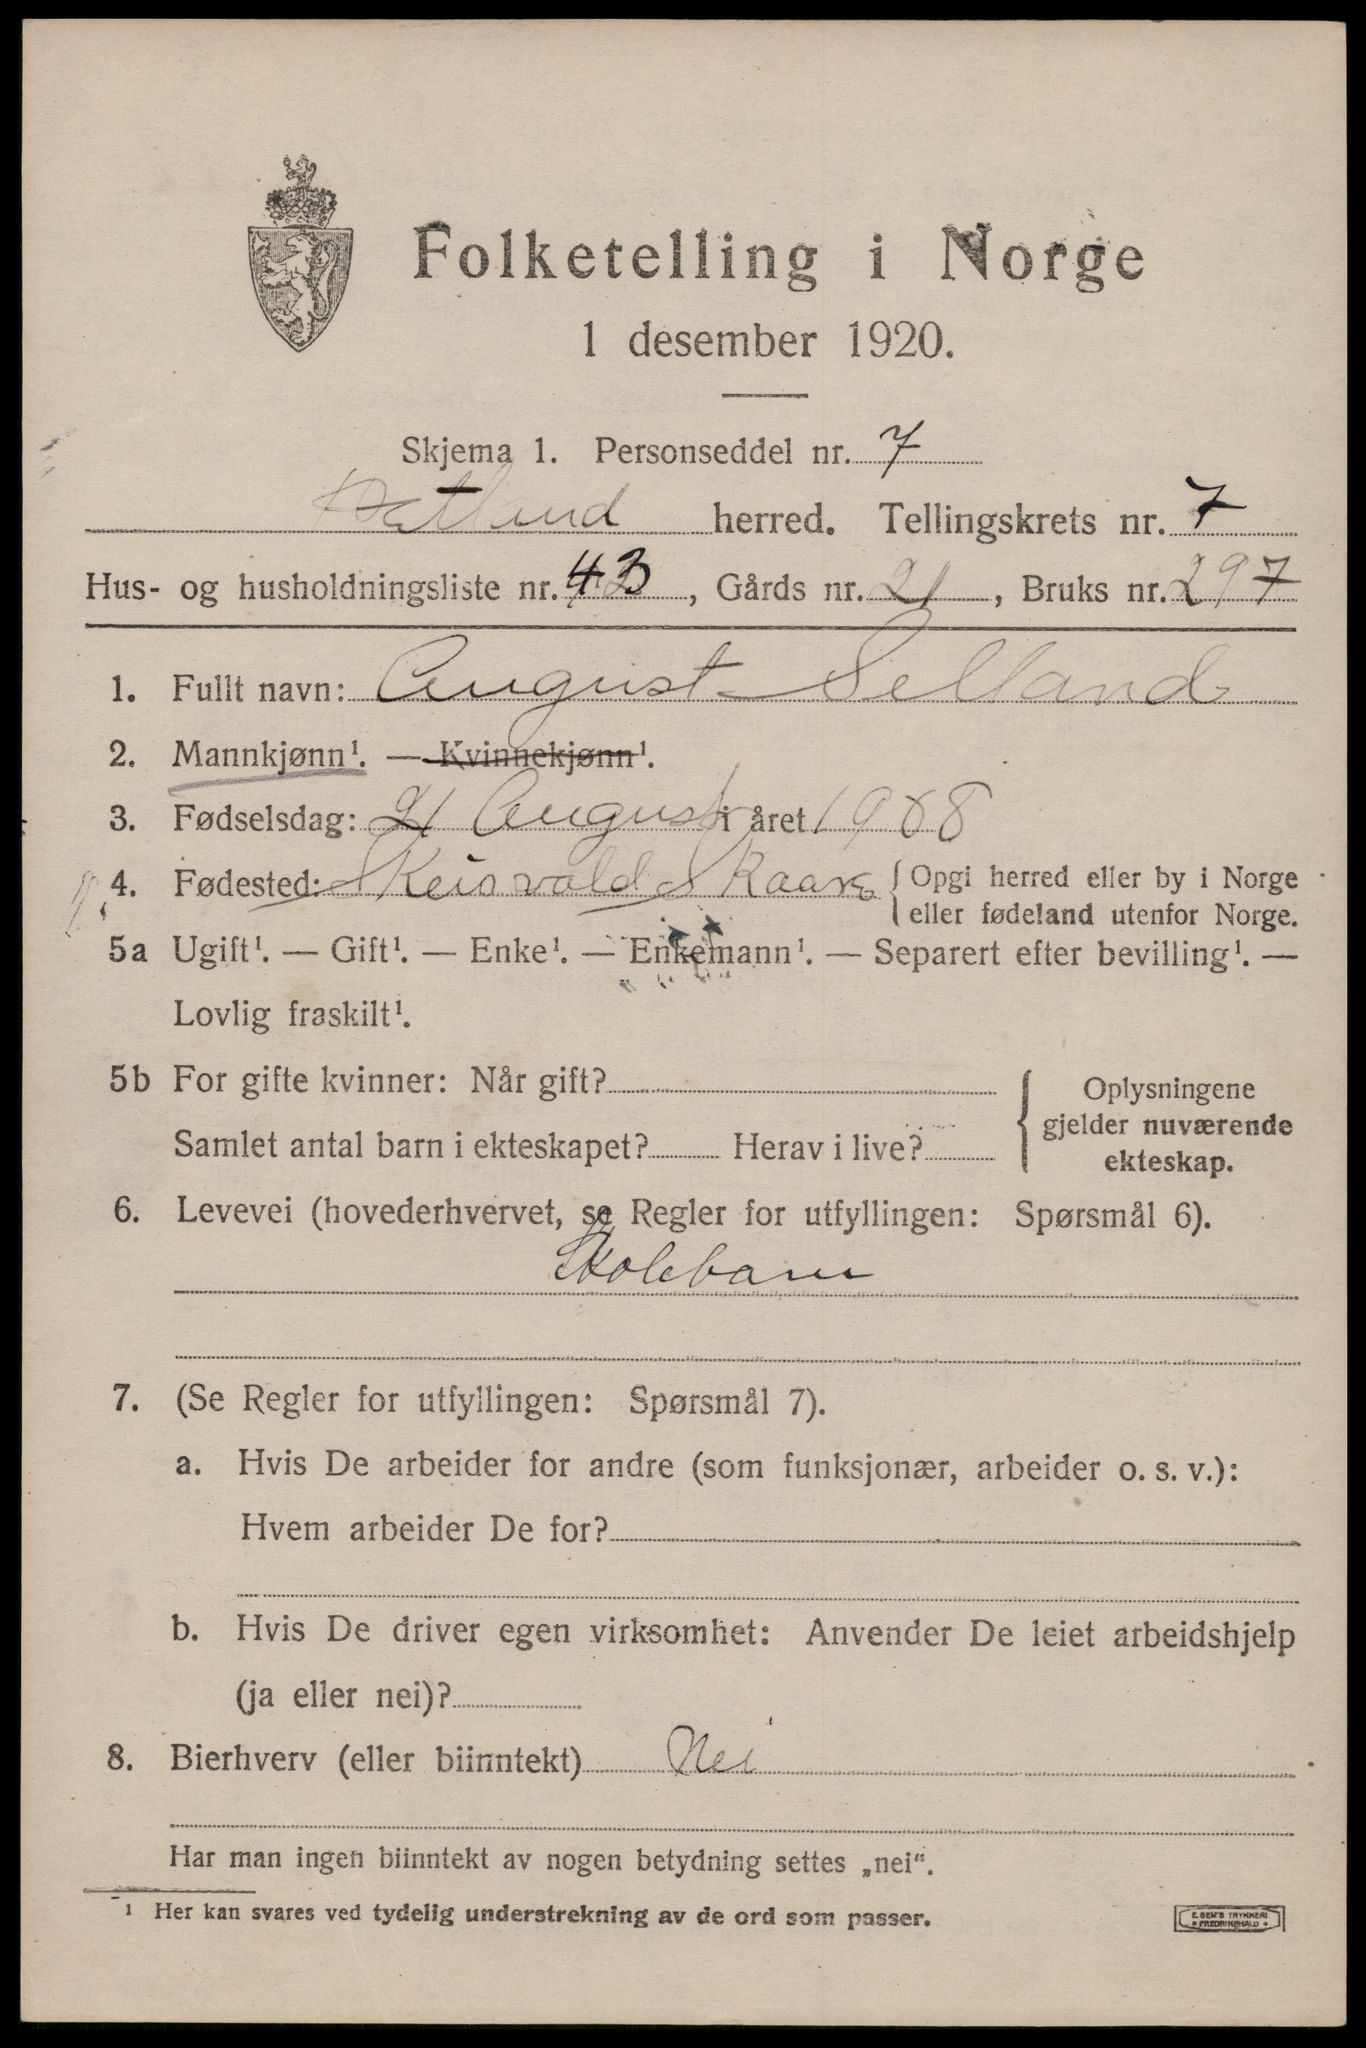 Folketelling i Norge
1 desember 1920.
Skjema 1. Personseddel nr. 7
Hetland herred. Tellingskrets nr. 7
Hus- og husholdningsliste nr. 43, Gårds nr. 21, Bruks nr. 297
1. Fullt navn: August Selland
2. Mannkjønn¹. — Kvinnekjønn¹.
3. Fødselsdag: 21 August i året 1908
4. Fødested: Skeisvald Skaare { Opgi herred eller by i Norge
eller fødeland utenfor Norge.
5a Ugift¹. — Gift¹. — Enke¹. — Enkemann¹. — Separert efter bevilling¹. —
Lovlig fraskilt¹.
5b For gifte kvinner: Når gift?
Samlet antal barn i ekteskapet? Herav i live?
Oplysningene
gjelder nuværende
ekteskap.
6. Levevei (hovederhvervet, se Regler for utfyllingen: Spørsmål 6).
Skolebarn
7. (Se Regler for utfyllingen: Spørsmål 7).
a. Hvis De arbeider for andre (som funksjonær, arbeider o. s. v.):
Hvem arbeider De for?
b. Hvis De driver egen virksomhet: Anvender De leiet arbeidshjelp
(ja eller nei)?
8. Bierhverv (eller biinntekt) Nei
Har man ingen biinntekt av nogen betydning settes „nei“.
¹ Her kan svares ved tydelig understrekning av de ord som passer.
E. SEM'S TRYKKERI
FREDRIKSHALD